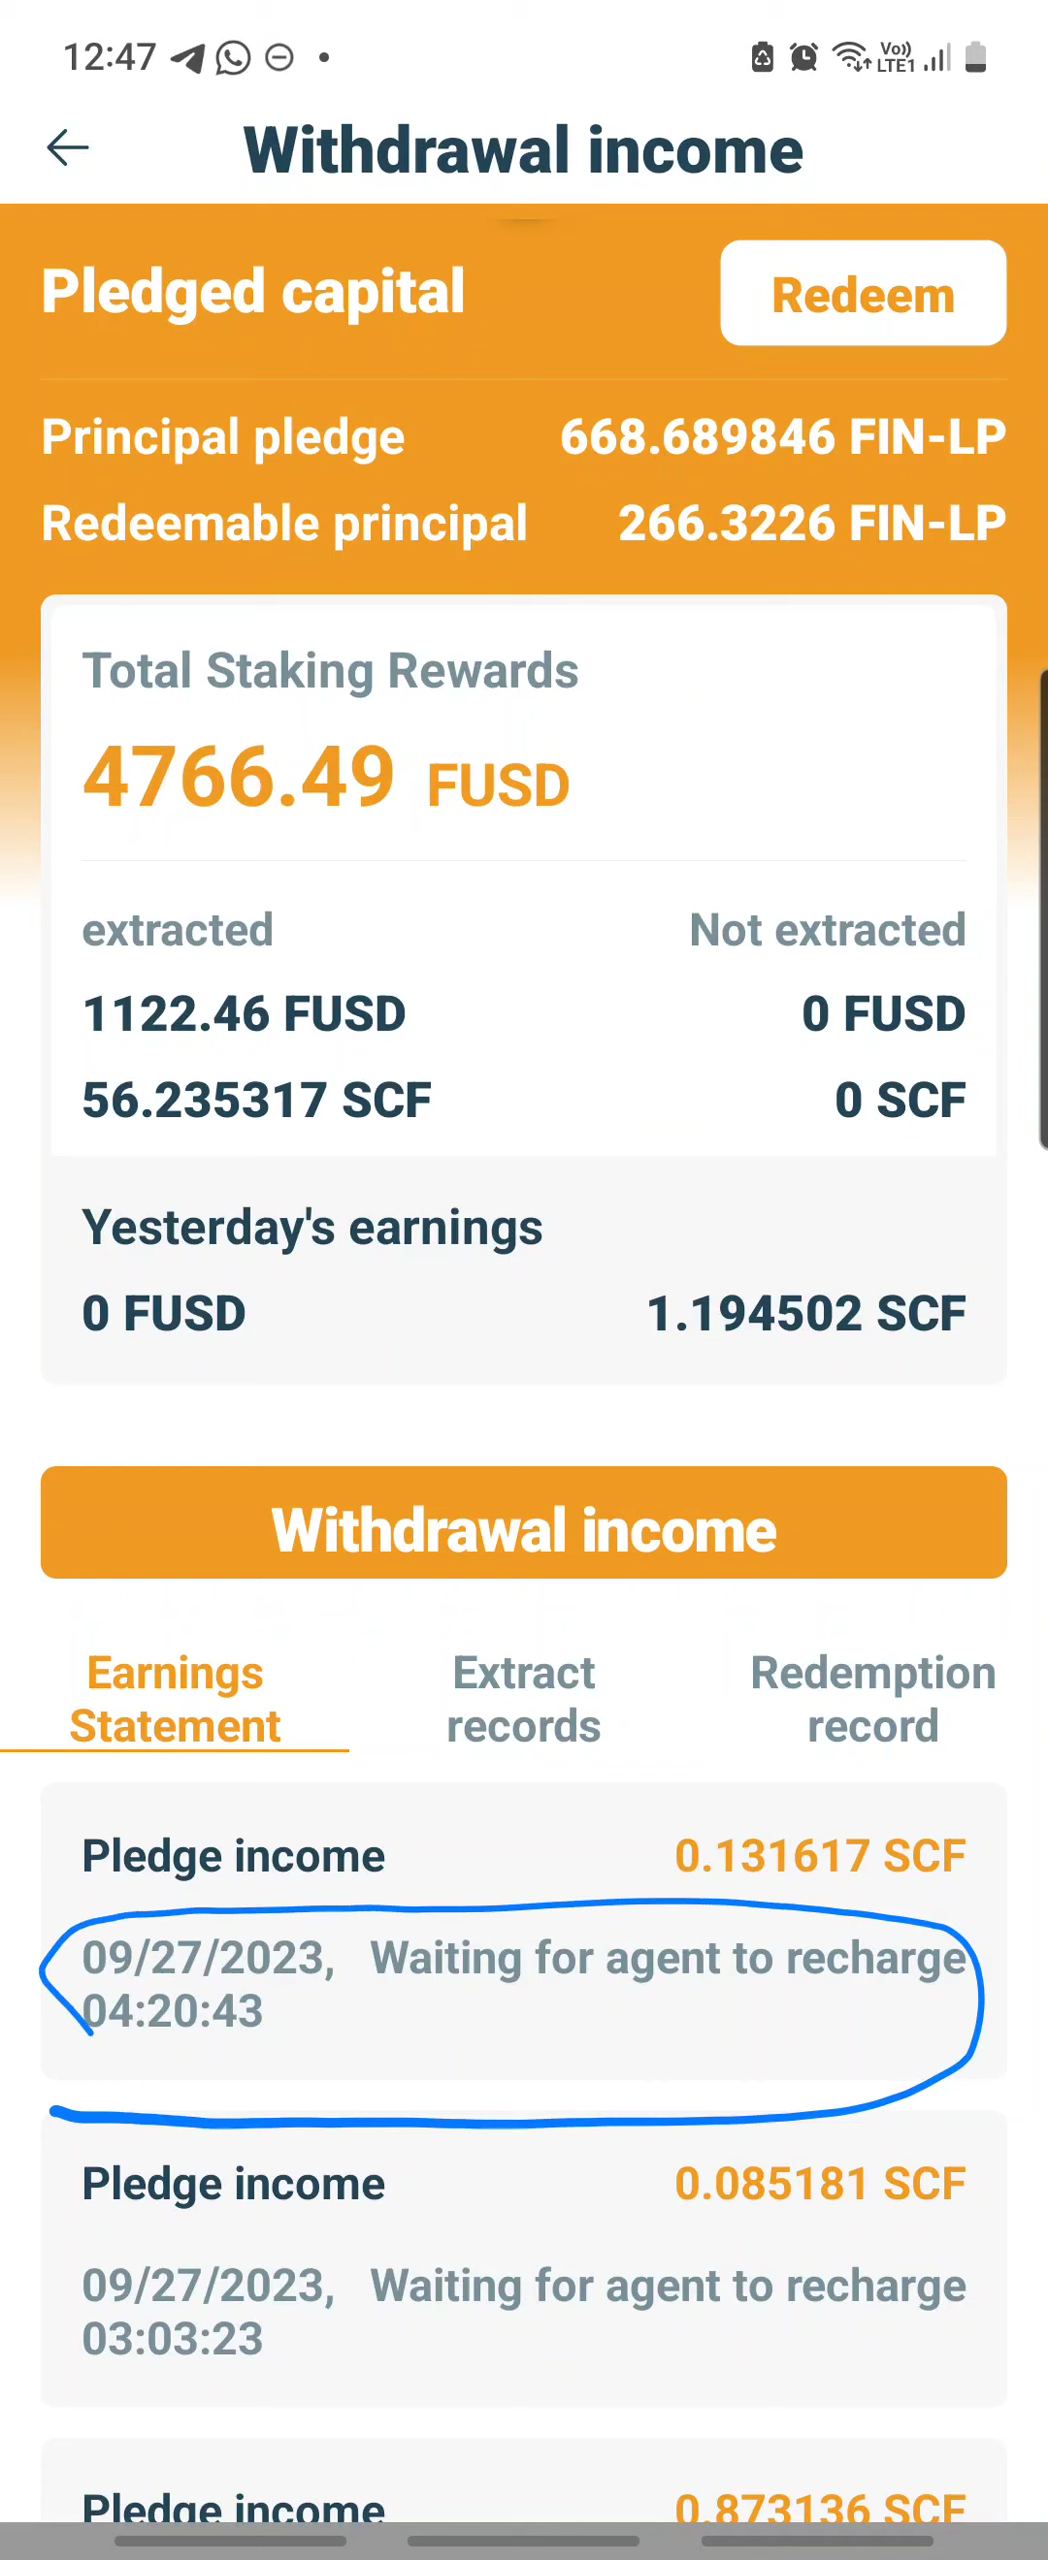 12:47
Vo))
LTE1
Withdrawal income
Pledged capital
Redeem
Principal pledge 668.689846 FIN-LP
Redeemable principal 266.3226 FIN-LP
Total Staking Rewards
4766.49 FUSD
extracted Not extracted
1122.46 FUSD 0 FUSD
56.235317 SCF 0 SCF
Yesterday's earnings
0 FUSD 1.194502 SCF
Withdrawal income
Earnings
Statement
Extract
records
Redemption
record
Pledge income 0.131617 SCF
09/27/2023, Waiting for agent to recharge
04:20:43
Pledge income 0.085181 SCF
09/27/2023, Waiting for agent to recharge
03:03:23
Pledge income 0.873136 SCF